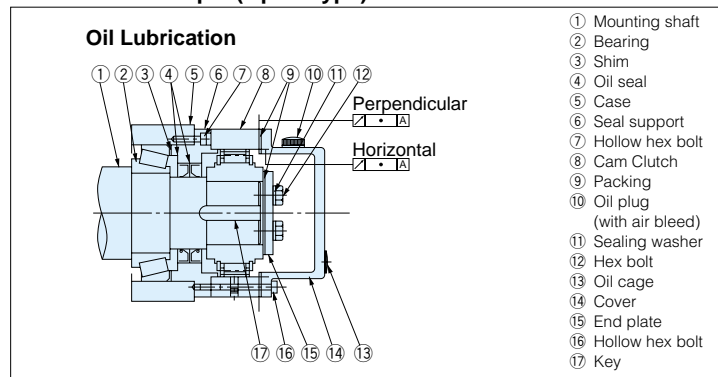 Oil Lubrication
① ② ③ ④ ⑤ ⑥ ⑦ ⑧ ⑨ ⑩ ⑪ ⑫
Perpendicular
A
Horizontal
A
⑰ ⑯ ⑮ ⑭ ⑬
① Mounting shaft
② Bearing
③ Shim
④ Oil seal
⑤ Case
⑥ Seal support
⑦ Hollow hex bolt
⑧ Cam Clutch
⑨ Packing
⑩ Oil plug
(with air bleed)
⑪ Sealing washer
⑫ Hex bolt
⑬ Oil cage
⑭ Cover
⑮ End plate
⑯ Hollow hex bolt
⑰ Key